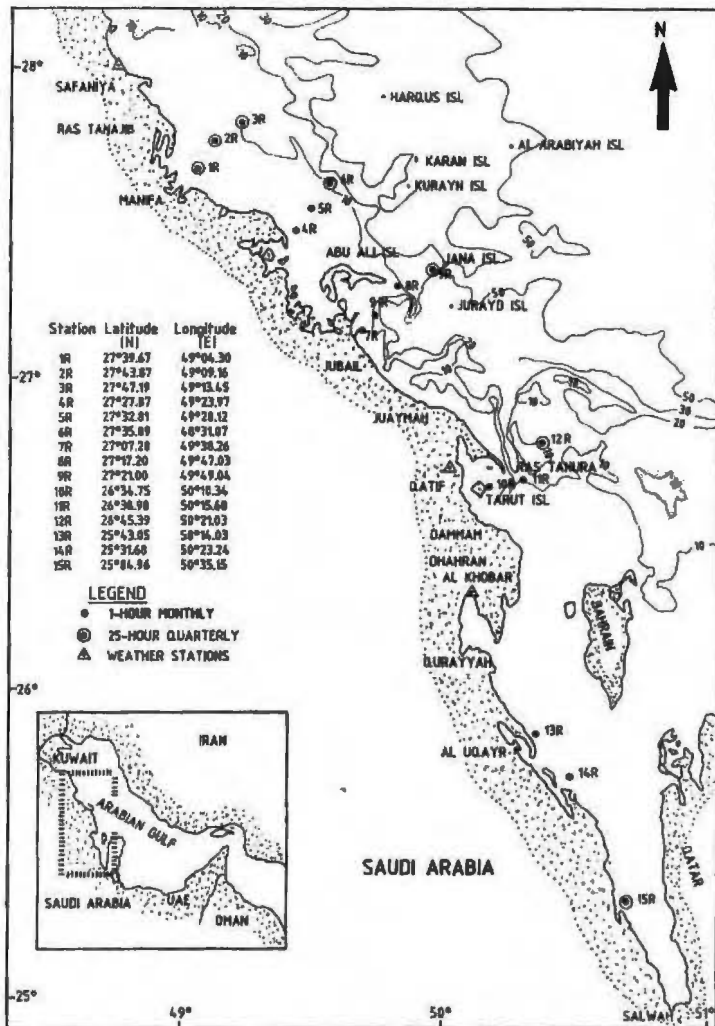 N
28°
SAFANIYA
HARQUS ISL
RAS TANAJIB
3R
2R
AL ARABIYAH ISL
KARAN ISL
1R
6R
KURAYN ISL
MANIFA
5R
4R
ABU ALI ISL
JANA ISL
8R
JURAYD ISL
50
7R
JUBAIL
27°
JUAYMAH
50
30
20
10
12R
RAS TANURA
QATIF
10R
11R
TARUT ISL
DAMMAM
DHAHRAN
AL KHOBAR
10
BAHRAIN
QURAYYAH
26°
13R
AL UQAYR
14R
QATAR
SAUDI ARABIA
15R
25°
SALWAH
49°
50°
51°
Station Latitude Longitude
(N) (E)
1R 27°39.67 49°04.30
2R 27°43.87 49°09.16
3R 27°47.19 49°13.45
4R 27°27.87 49°23.97
5R 27°32.81 49°28.12
6R 27°35.89 48°31.87
7R 27°07.28 49°38.26
8R 27°17.20 49°47.03
9R 27°21.00 49°49.04
10R 26°34.75 50°10.34
11R 26°38.98 50°15.68
12R 26°45.39 50°21.03
13R 25°43.05 50°14.03
14R 25°31.68 50°23.24
15R 25°04.96 50°35.15
LEGEND
1-HOUR MONTHLY
25-HOUR QUARTERLY
WEATHER STATIONS
IRAN
KUWAIT
ARABIAN GULF
SAUDI ARABIA
UAE
OMAN